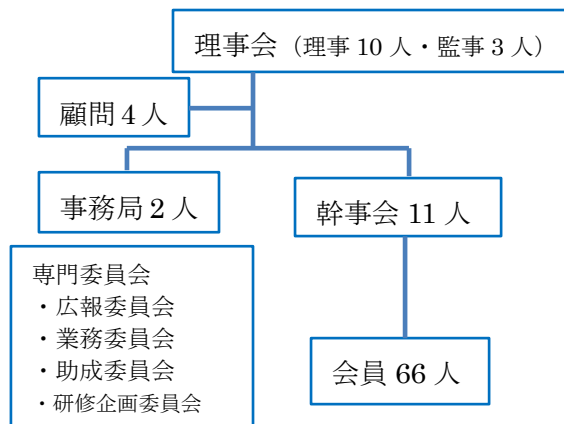 理事会（理事 10 人・監事 3 人）
顧問 4 人
事務局 2 人
幹事会 11 人
専門委員会
・広報委員会
・業務委員会
・助成委員会
・研修企画委員会
会員 66 人